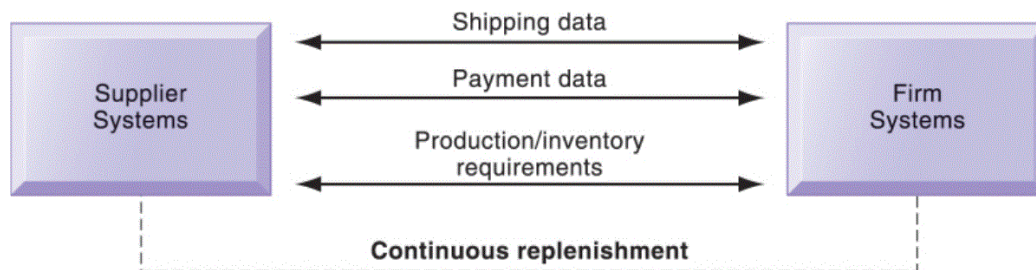 Shipping data
Supplier
Systems
Payment data
Firm
Systems
Production/inventory
requirements
Continuous replenishment